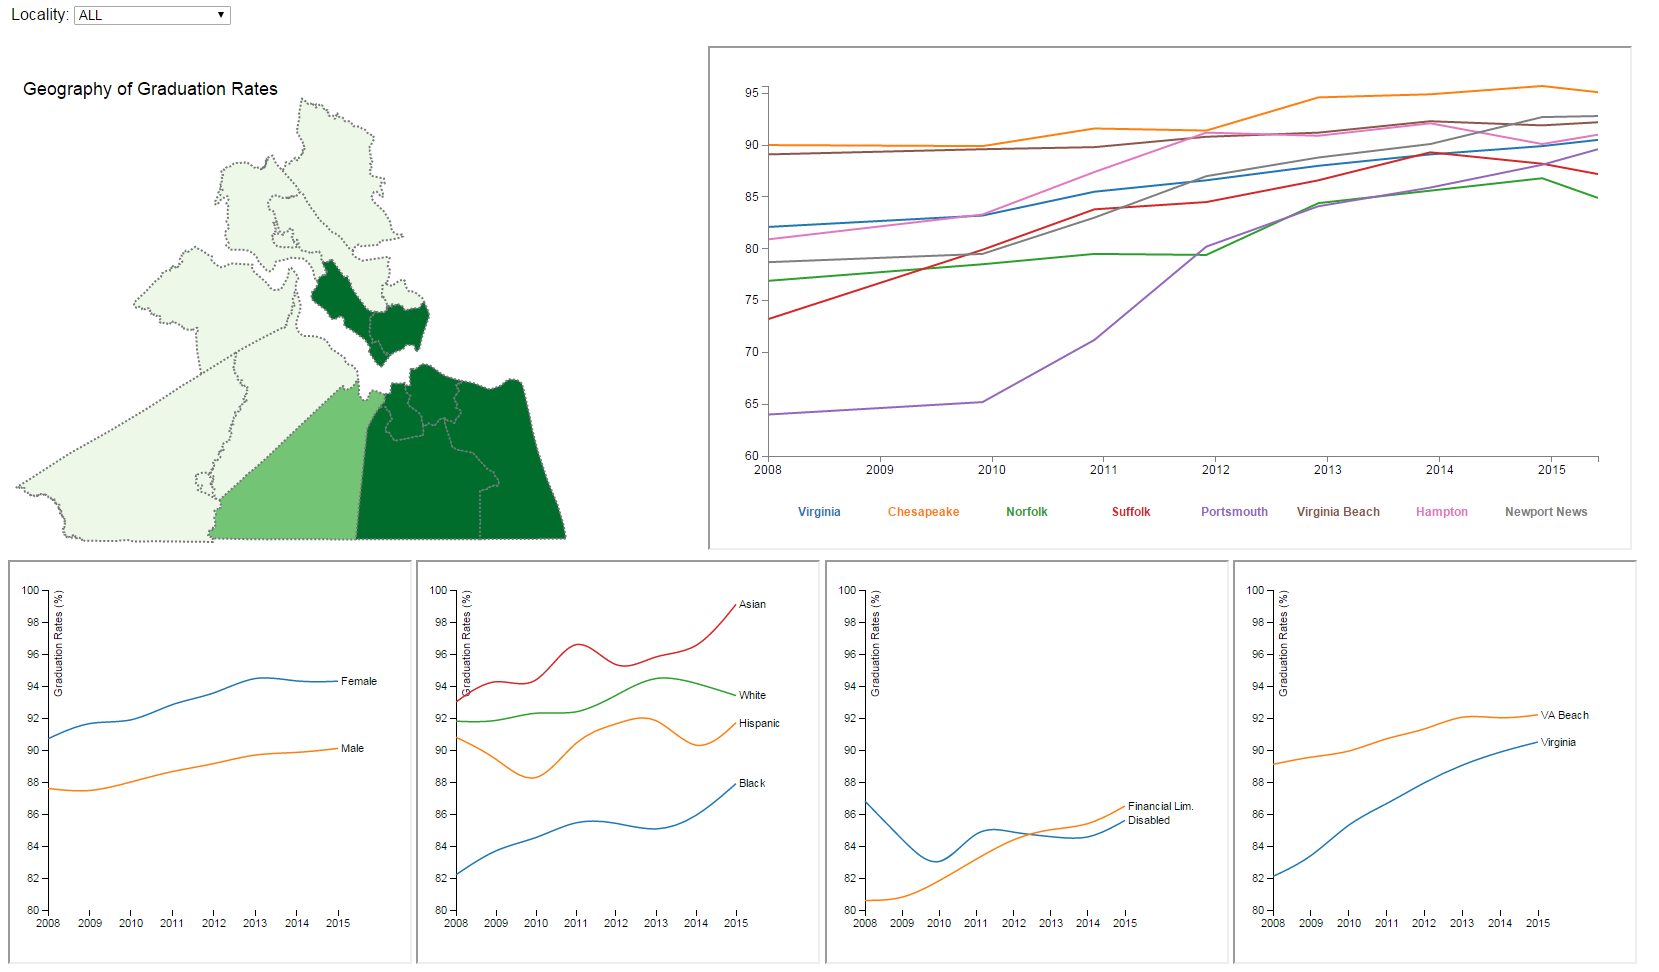 Locality: ALL
Geography of Graduation Rates
95
90
85
80
75
70
65
60
2008 2009 2010 2011 2012 2013 2014 2015
Virginia Chesapeake Norfolk Suffolk Portsmouth Virginia Beach Hampton Newport News
100
98
96
94
92
90
88
86
84
82
80
Graduation Rates (%)
Female
Male
2008 2009 2010 2011 2012 2013 2014 2015
100
98
96
94
92
90
88
86
84
82
80
Graduation Rates (%)
Asian
White
Hispanic
Black
2008 2009 2010 2011 2012 2013 2014 2015
100
98
96
94
92
90
88
86
84
82
80
Graduation Rates (%)
Financial Lim.
Disabled
2008 2009 2010 2011 2012 2013 2014 2015
100
98
96
94
92
90
88
86
84
82
80
Graduation Rates (%)
VA Beach
Virginia
2008 2009 2010 2011 2012 2013 2014 2015